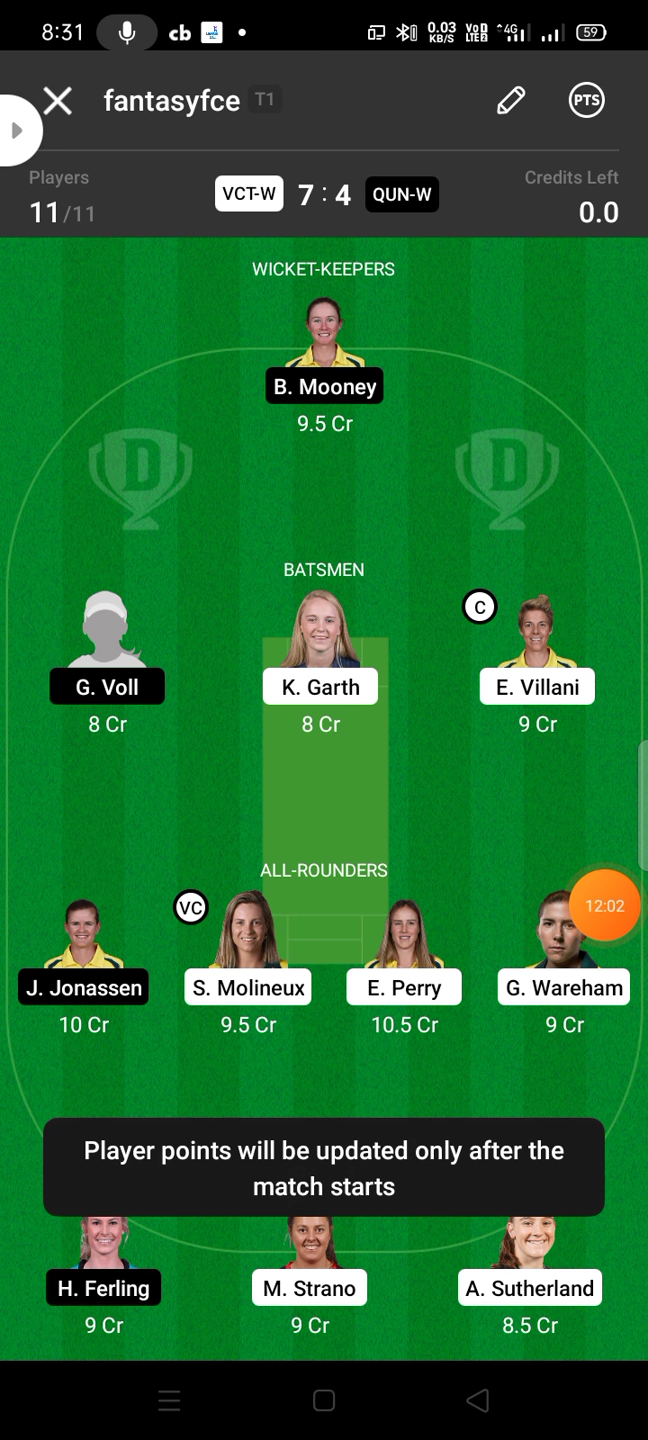 8:31 cb 0.03 KB/S VoD LTE2 4G 59
fantasyfce T1 PTS
Players Credits Left
11/11 VCT-W 7 : 4 QUN-W 0.0
WICKET-KEEPERS
B. Mooney
9.5 Cr
D D
BATSMEN
C
G. Voll K. Garth E. Villani
8 Cr 8 Cr 9 Cr
ALL-ROUNDERS
VC 12:02
J. Jonassen S. Molineux E. Perry G. Wareham
10 Cr 9.5 Cr 10.5 Cr 9 Cr
Player points will be updated only after the
match starts
H. Ferling M. Strano A. Sutherland
9 Cr 9 Cr 8.5 Cr